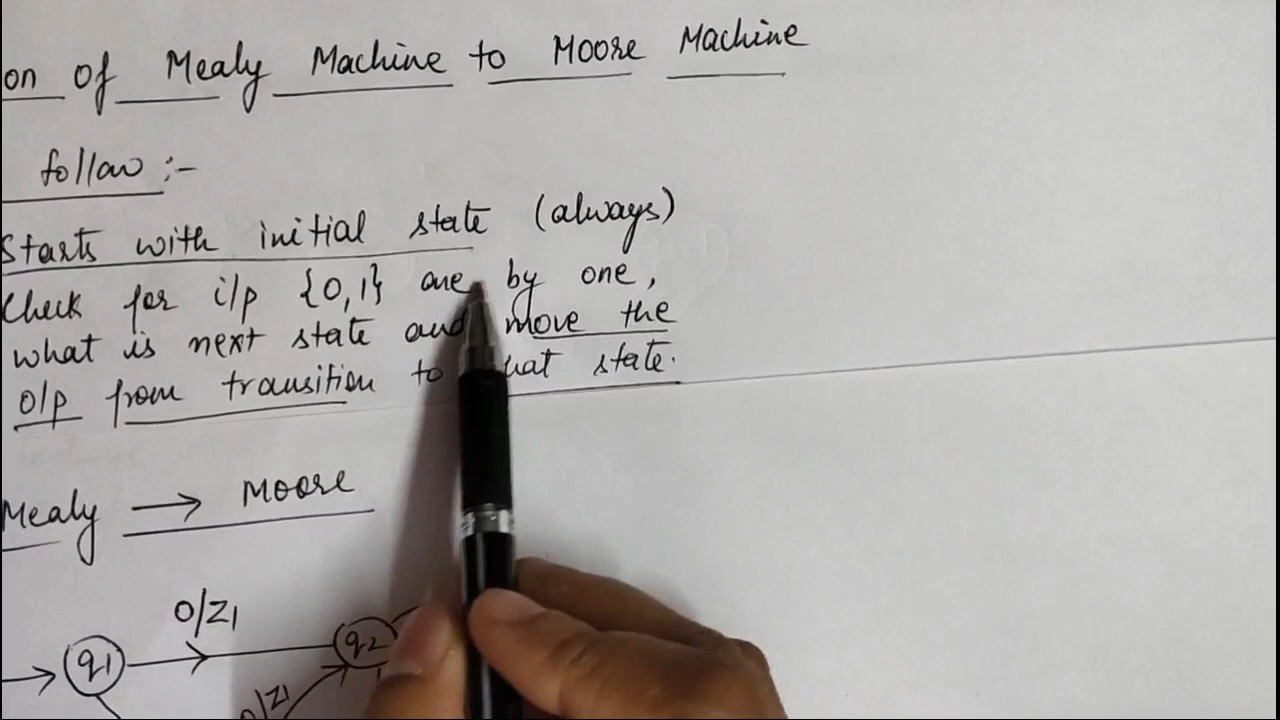 on of Mealy Machine to Moore Machine
follow :-
Starts with initial state (always)
Check for i/p {0,1} one by one,
what is next state and move the
o/p from transition to state.
Mealy → Moore
0/Z1
q1
q2
0/Z1